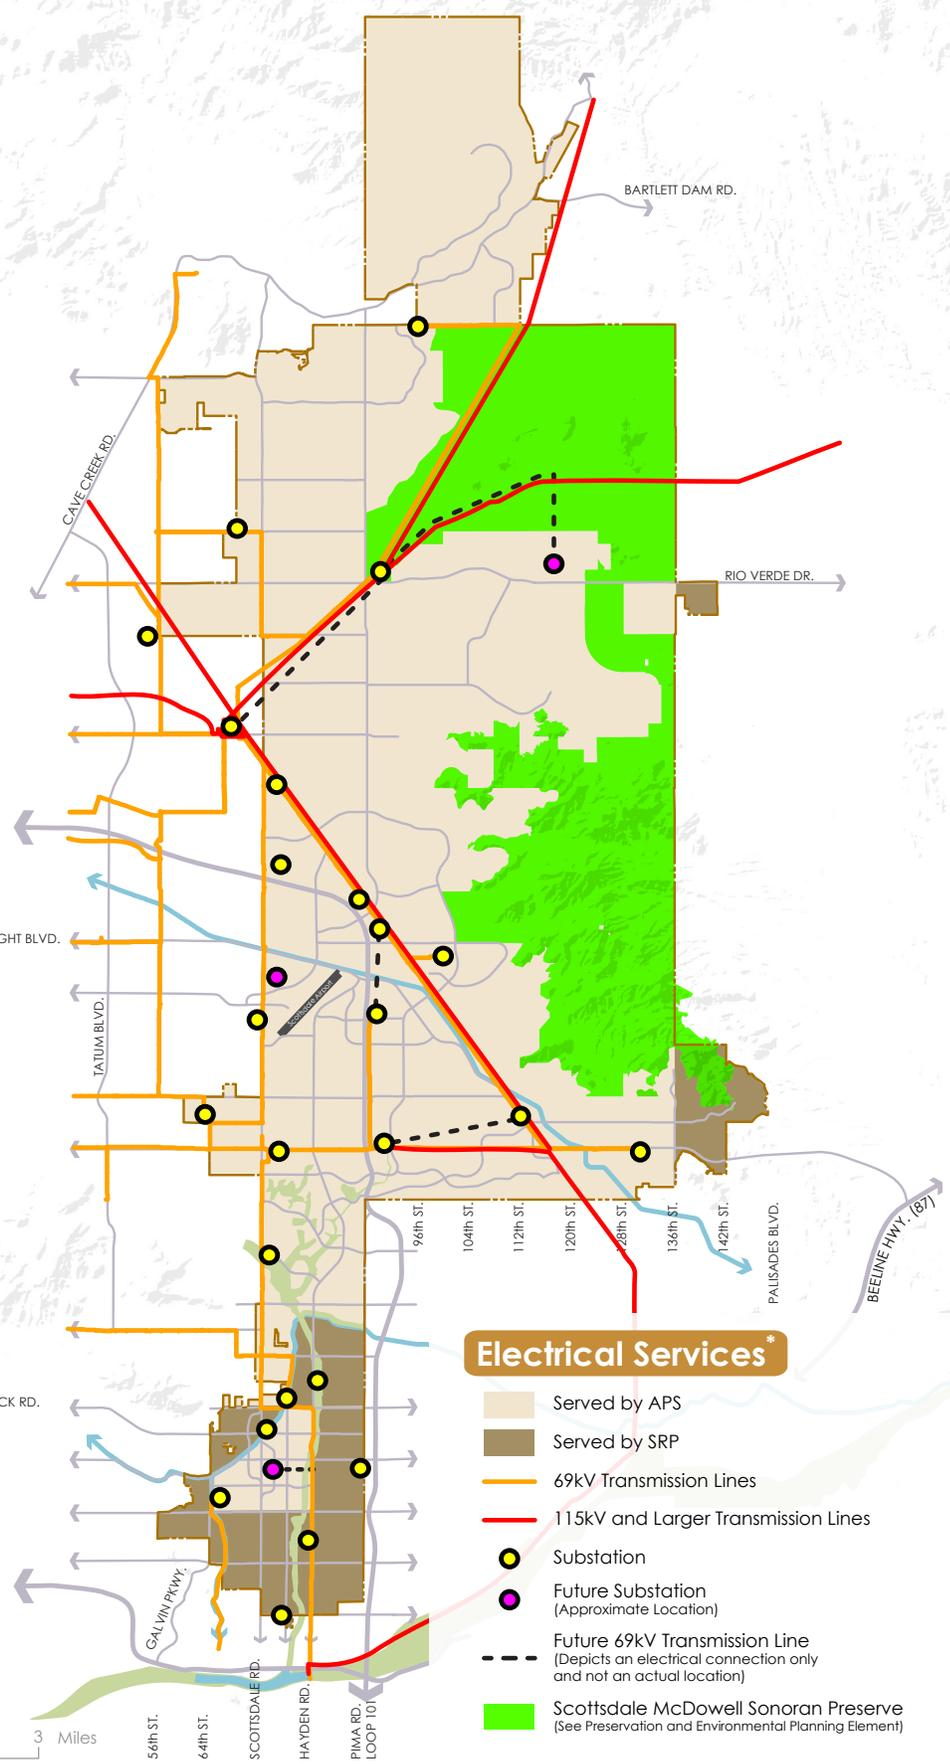 BARTLETT DAM RD.
CAVE CREEK RD.
RIO VERDE DR.
GHT BLVD.
Scottsdale Airport
TATUM BLVD.
96th ST.
104th ST.
112th ST.
120th ST.
128th ST.
136th ST.
142th ST.
PALISADES BLVD.
BEELINE HWY. (87)
CK RD.
GALVIN PKWY.
56th ST.
64th ST.
SCOTTSDALE RD.
HAYDEN RD.
PIMA RD.
LOOP 101
3 Miles
Electrical Services*
Served by APS
Served by SRP
69kV Transmission Lines
115kV and Larger Transmission Lines
Substation
Future Substation
(Approximate Location)
Future 69kV Transmission Line
(Depicts an electrical connection only
and not an actual location)
Scottsdale McDowell Sonoran Preserve
(See Preservation and Environmental Planning Element)